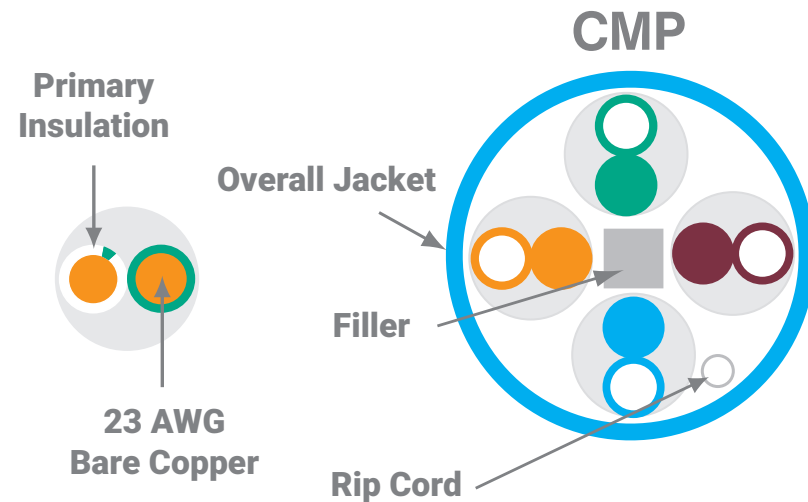 CMP
Primary
Insulation
Overall Jacket
Filler
23 AWG
Bare Copper
Rip Cord